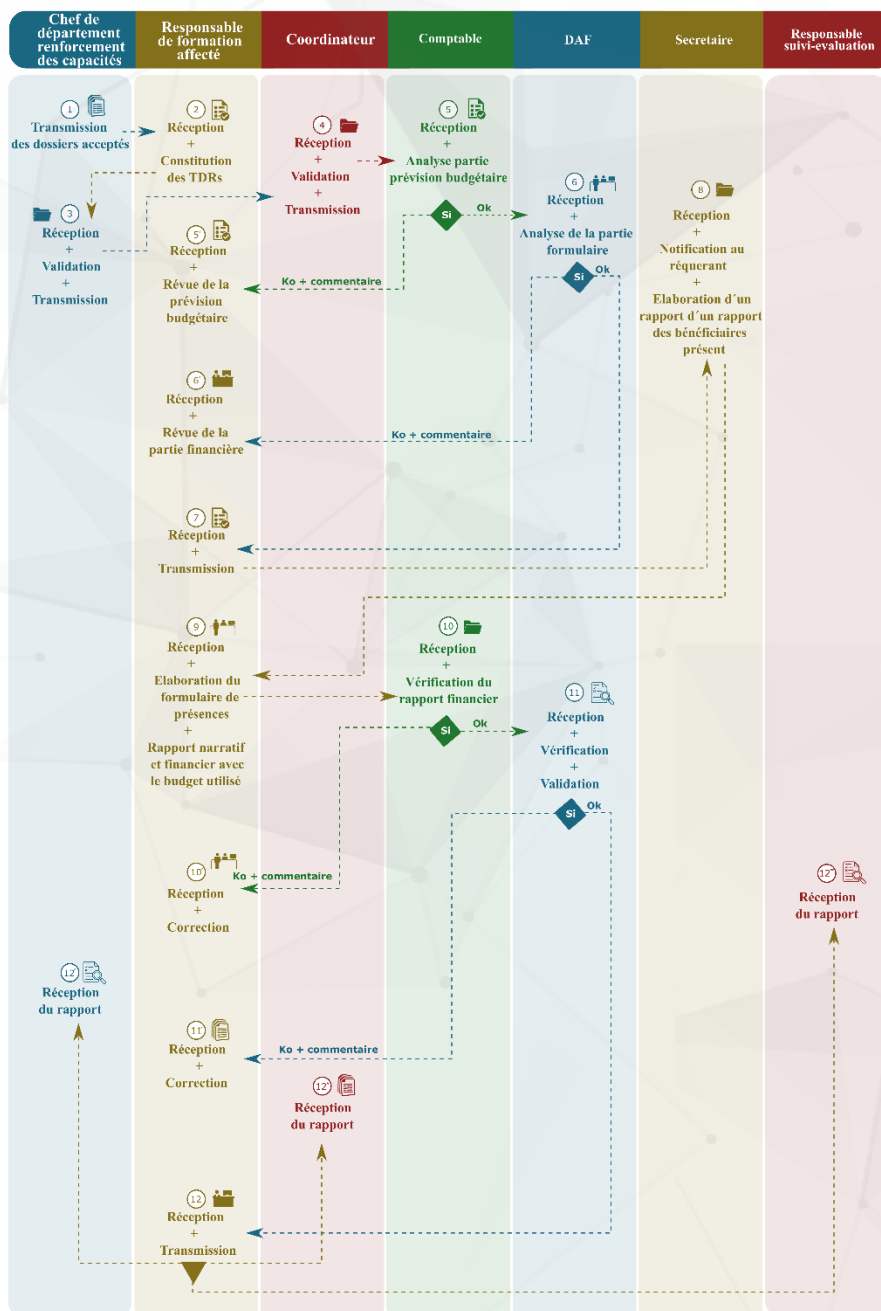 Chef de
département
renforcement
des capacités
Responsable
de formation
affecté
Coordinateur
Comptable
DAF
Secretaire
Responsable
suivi-evaluation
1
Transmission
des dossiers acceptés
2
Réception
+
Constitution
des TDRs
3
Réception
+
Validation
+
Transmission
4
Réception
+
Validation
+
Transmission
5
Réception
+
Analyse partie
prévision budgétaire
Si
Ok
Ko + commentaire
5'
Réception
+
Révue de la
prévision
budgétaire
6
Réception
+
Analyse de la partie
formulaire
Si
Ok
Ko + commentaire
6'
Réception
+
Révue de la
partie financière
7
Réception
+
Transmission
8
Réception
+
Notification au
réquerant
+
Elaboration d´un
rapport d´un rapport
des bénéficiaires
présent
9
Réception
+
Elaboration du
formulaire de
présences
+
Rapport narratif
et financier avec
le budget utilisé
10
Réception
+
Vérification du
rapport financier
Si
Ok
Ko + commentaire
10'
Réception
+
Correction
11
Réception
+
Vérification
+
Validation
Si
Ok
Ko + commentaire
11'
Réception
+
Correction
12
Réception
+
Transmission
12'
Réception
du rapport
12''
Réception
du rapport
12'''
Réception
du rapport